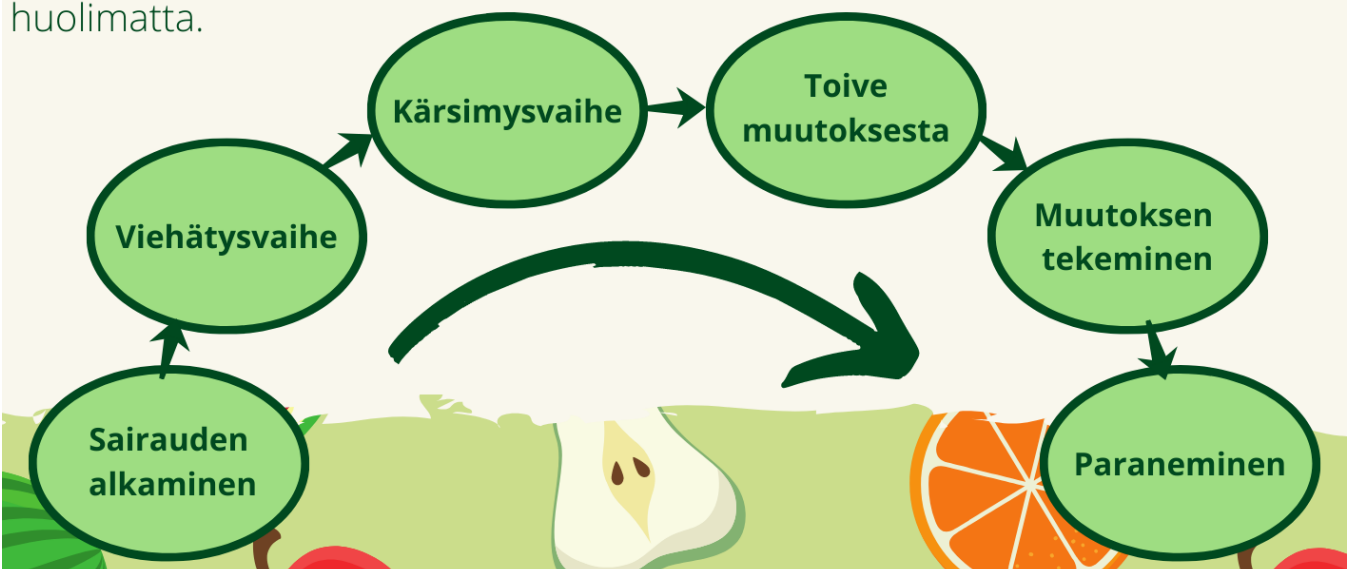 huolimatta.
Kärsimysvaihe
Toive
muutoksesta
Viehätysvaihe
Muutoksen
tekeminen
Sairauden
alkaminen
Paraneminen